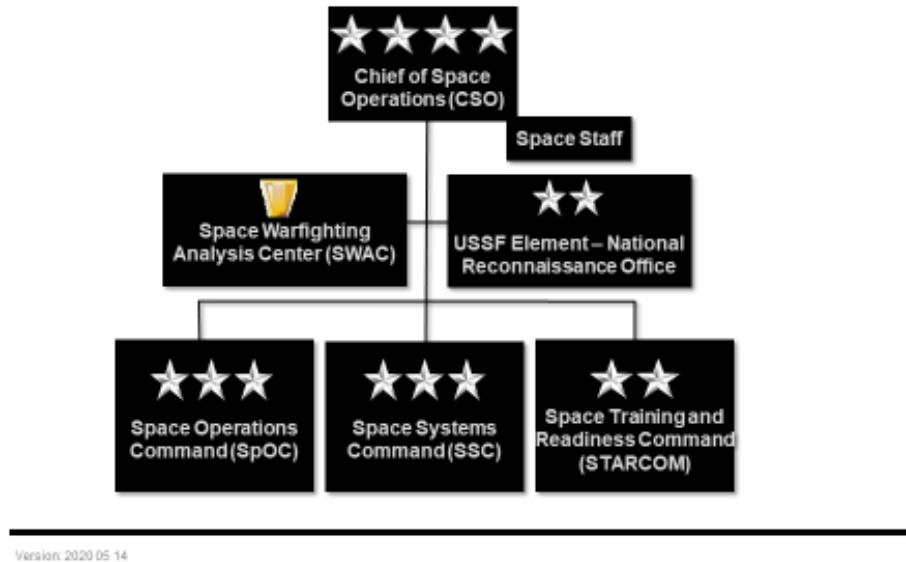 Chief of Space
Operations (CSO)
Space Staff
Space Warfighting
Analysis Center (SWAC)
USSF Element – National
Reconnaissance Office
Space Operations
Command (SpOC)
Space Systems
Command (SSC)
Space Training and
Readiness Command
(STARCOM)
Version: 2020 05 14